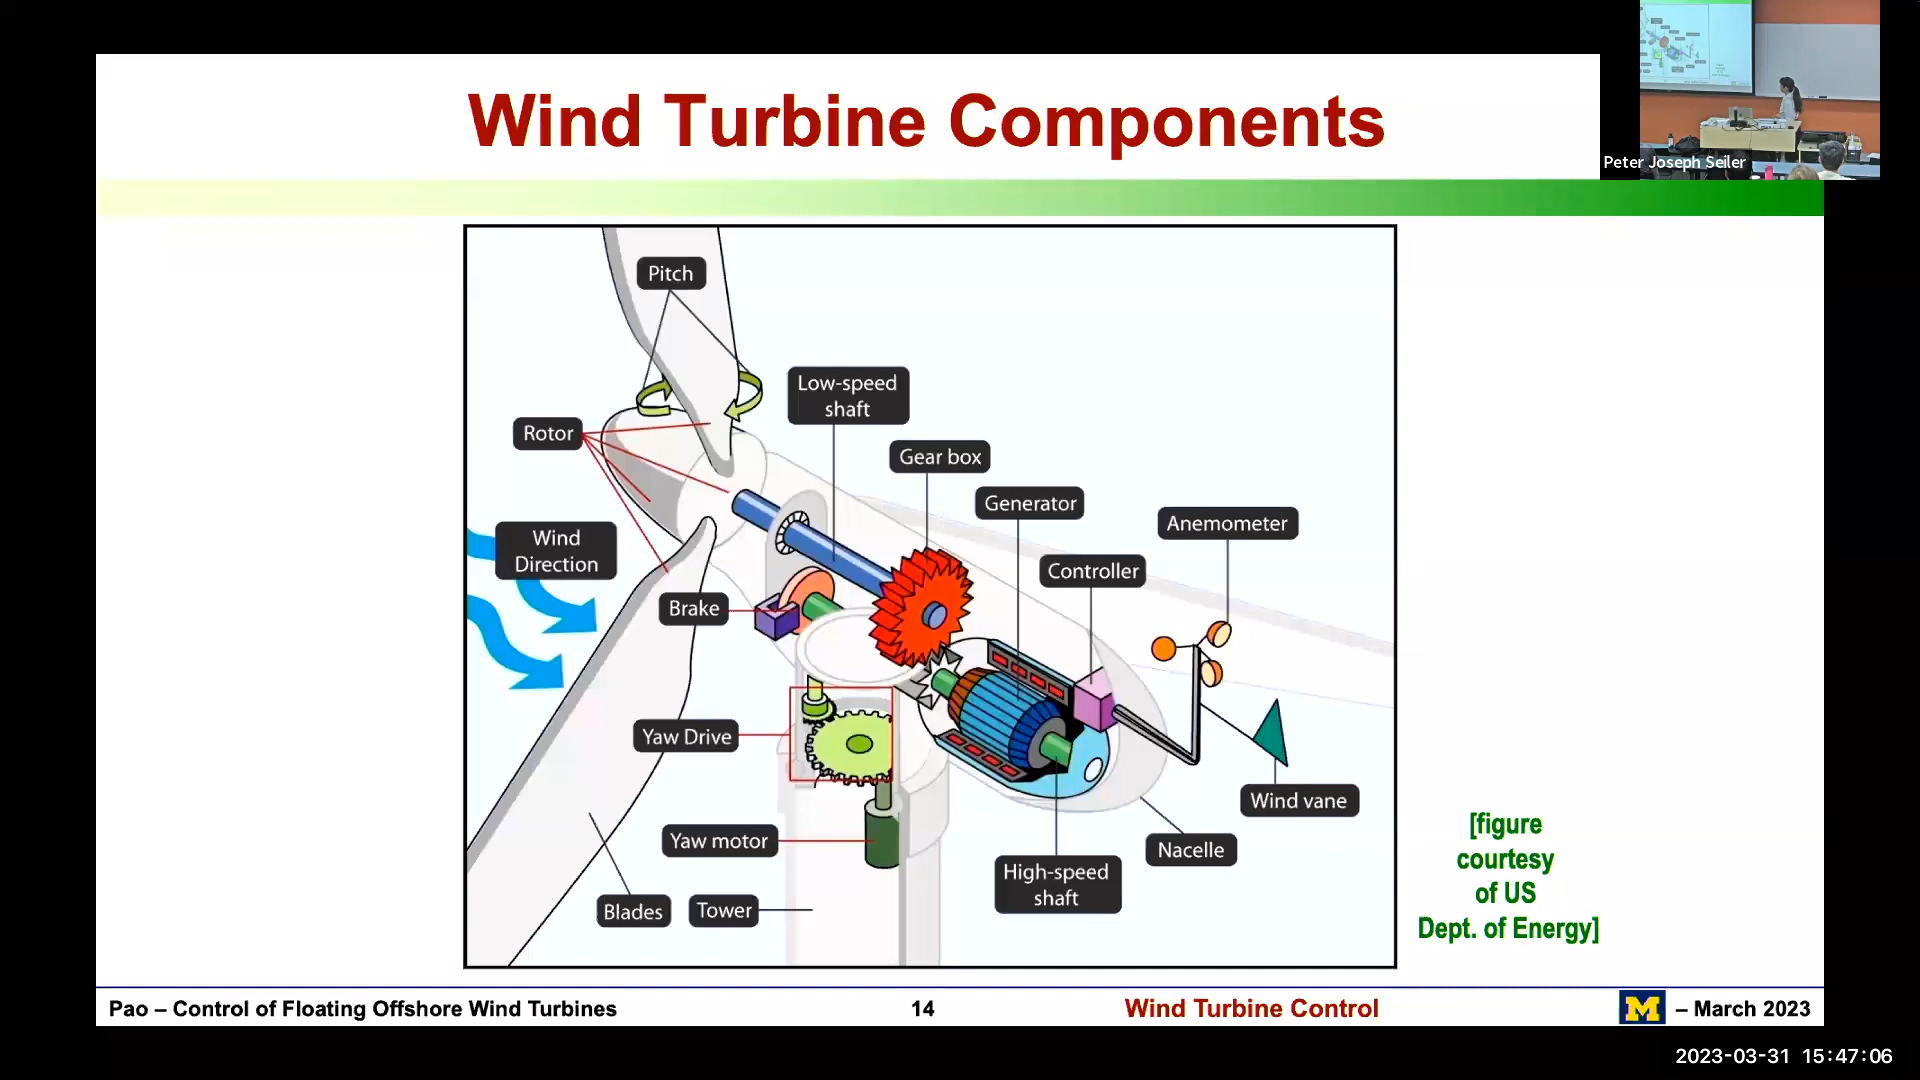 Wind Turbine Components
Peter Joseph Seiler
Pitch
Low-speed
shaft
Rotor
Gear box
Generator
Anemometer
Wind
Direction
Controller
Brake
Yaw Drive
Wind vane
Yaw motor
Nacelle
High-speed
shaft
Blades
Tower
[figure
courtesy
of US
Dept. of Energy]
Pao – Control of Floating Offshore Wind Turbines
14
Wind Turbine Control
M – March 2023
2023-03-31 15:47:06